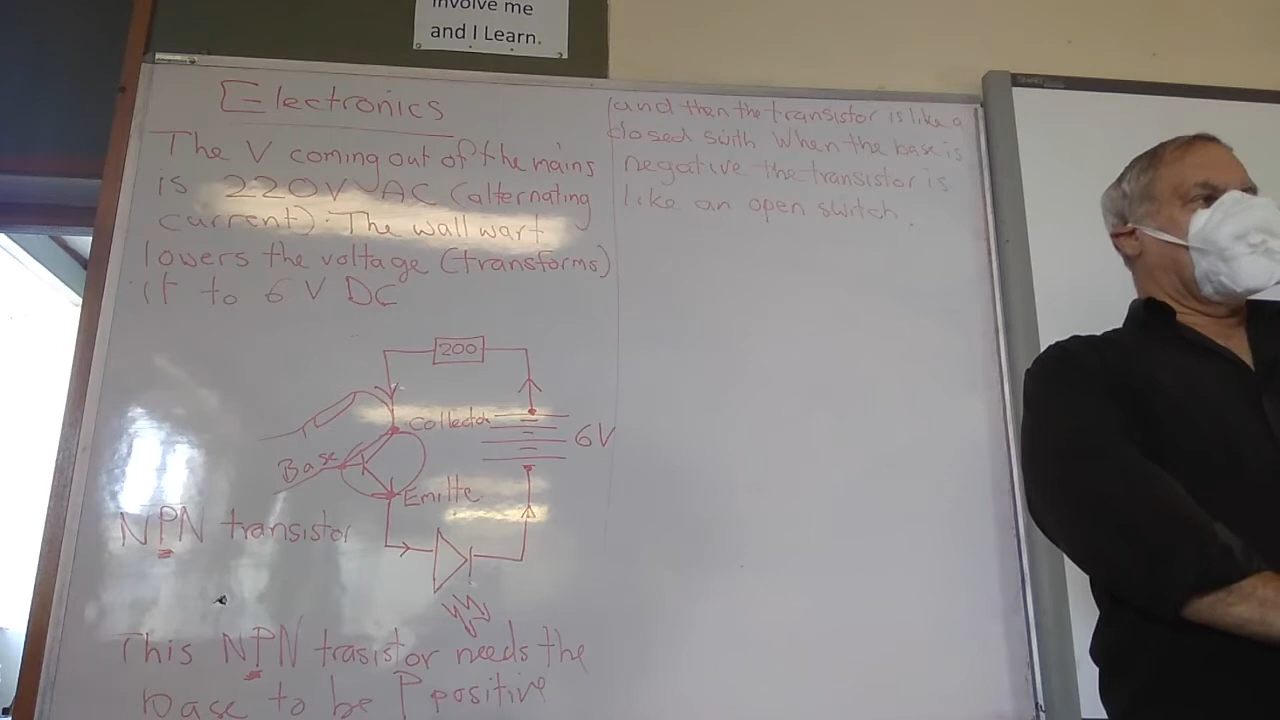 involve me
and I Learn.
Electronics
The V coming out of the mains
is 220V AC (alternating
current). The wall wart
lowers the voltage (transforms)
it to 6 V DC
200
Collector
6V
Base
Emitte
NPN transistor
This NPN trasistor needs the
base to be P positive
(and then the transistor is like a
closed swith When the base is
negative the transistor is
like an open switch.